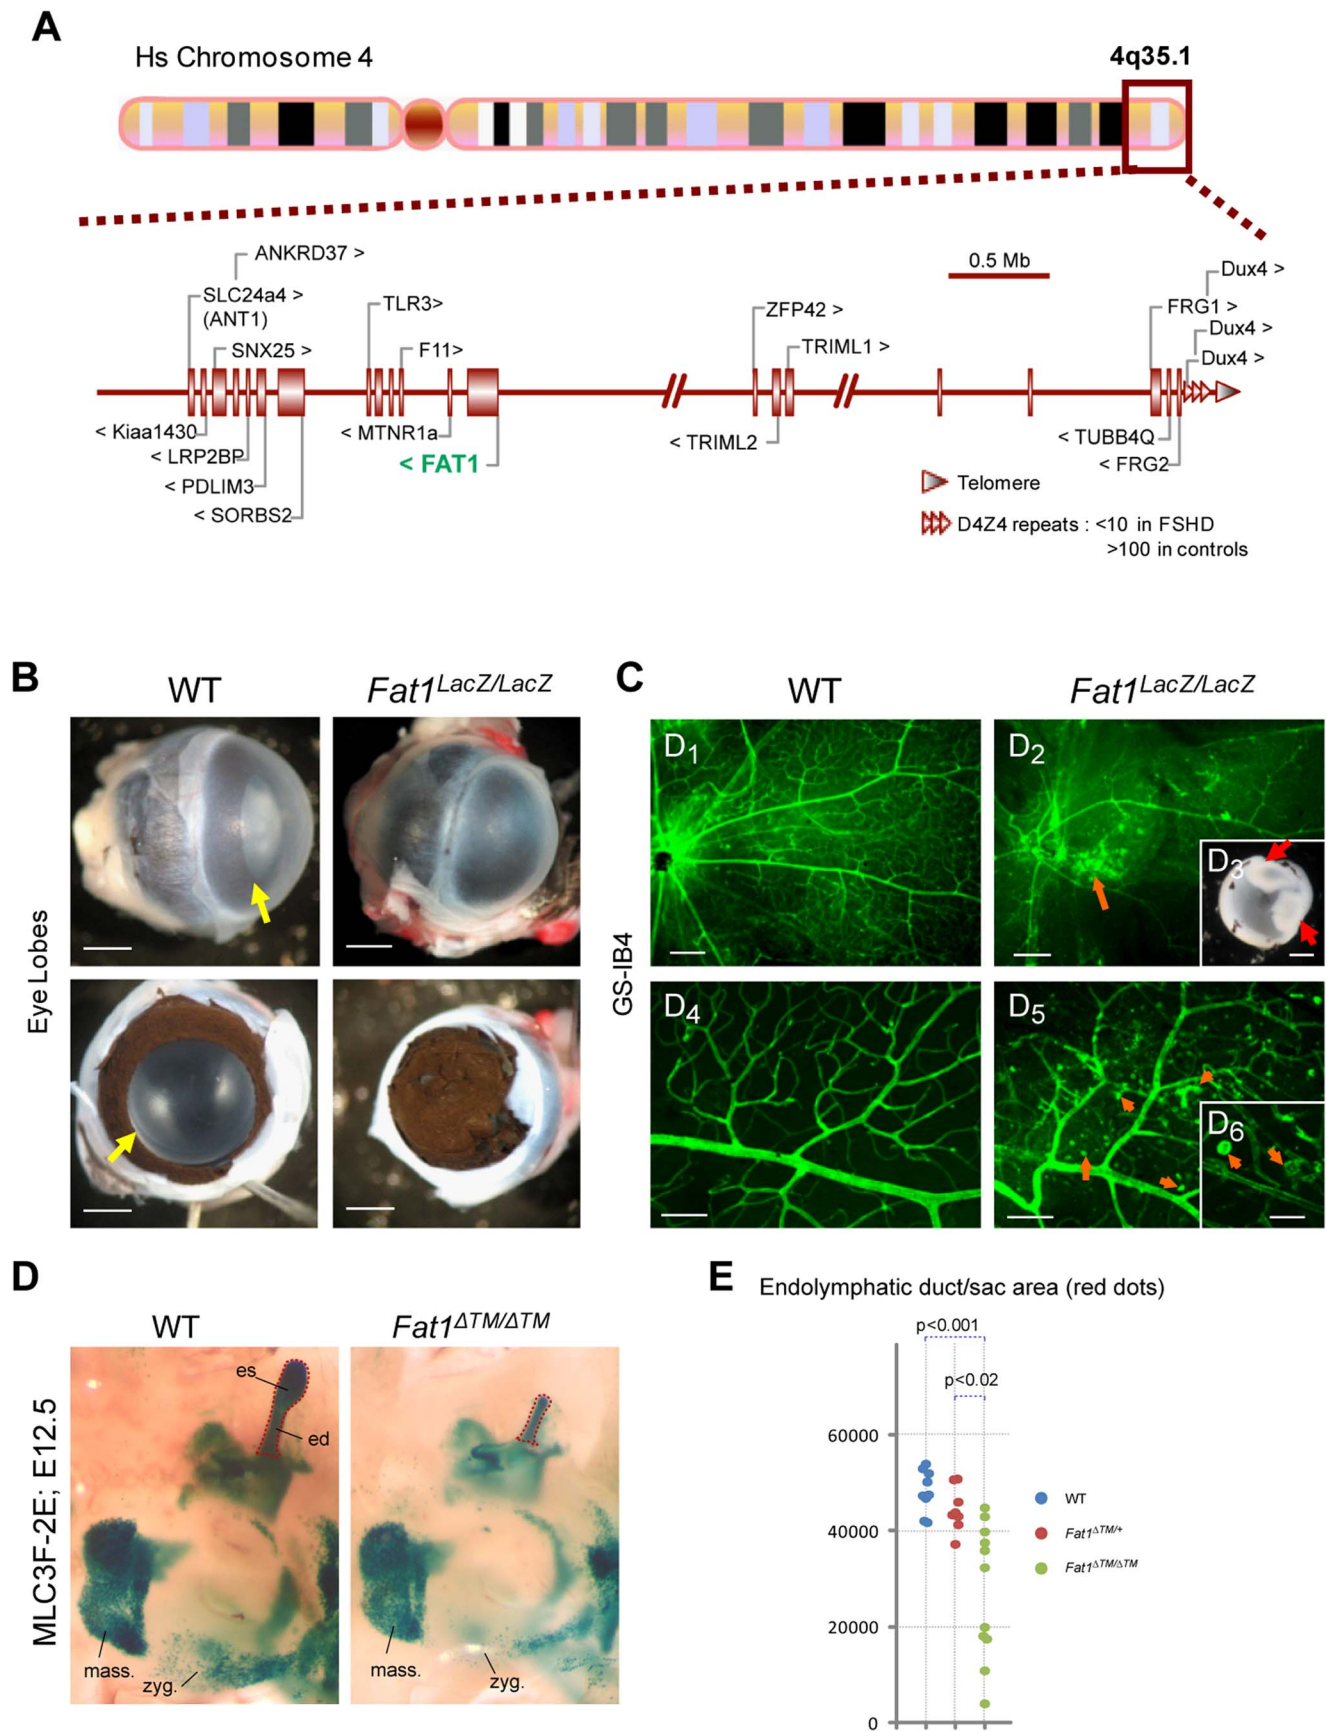 A
Hs Chromosome 4
4q35.1
ANKRD37 >
SLC24a4 >
(ANT1)
SNX25 >
TLR3>
F11>
0.5 Mb
ZFP42 >
TRIML1 >
Dux4 >
FRG1 >
Dux4 >
Dux4 >
< Kiaa1430
< LRP2BP
< PDLIM3
< SORBS2
< MTNR1a
< FAT1
< TRIML2
< TUBB4Q
< FRG2
Telomere
D4Z4 repeats : <10 in FSHD
>100 in controls
B
WT
Fat1LacZ/LacZ
Eye Lobes
C
WT
Fat1LacZ/LacZ
GS-IB4
D1
D2
D3
D4
D5
D6
D
WT
Fat1ΔTM/ΔTM
MLC3F-2E; E12.5
es
ed
mass.
zyg.
mass.
zyg.
E
Endolymphatic duct/sac area (red dots)
p<0.001
p<0.02
60000
40000
20000
0
WT
Fat1ΔTM/+
Fat1ΔTM/ΔTM